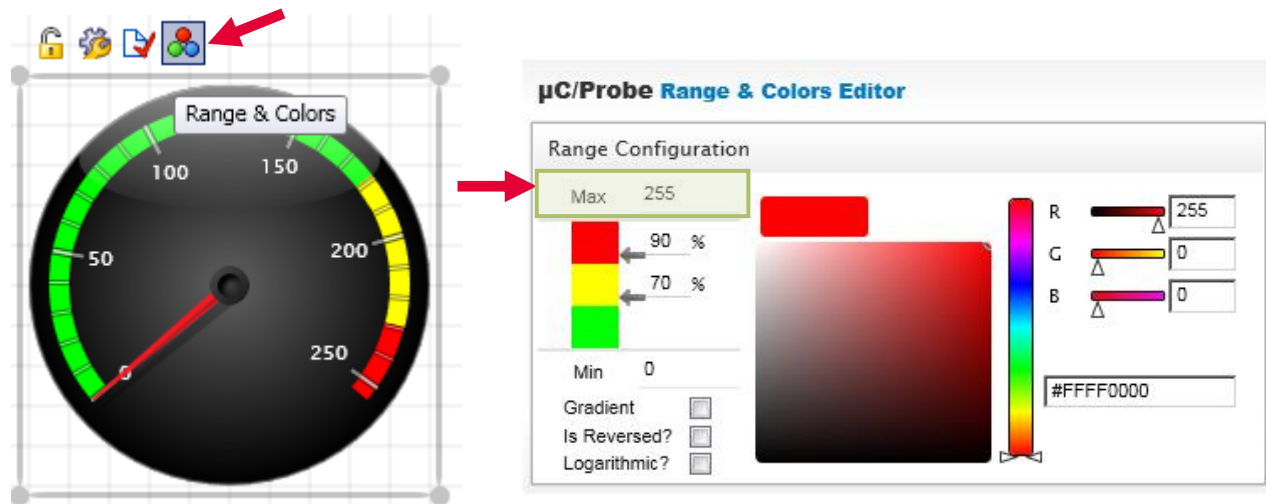 Range & Colors
100
150
50
200
0
250
µC/Probe Range & Colors Editor
Range Configuration
Max 255
90 %
70 %
Min 0
Gradient
Is Reversed?
Logarithmic?
R 255
G 0
B 0
#FFFF0000